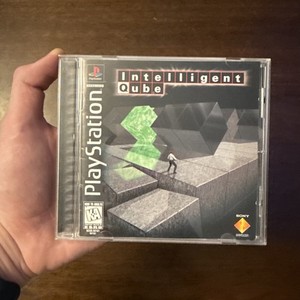 Intelligent
Qube
PlayStation
SONY